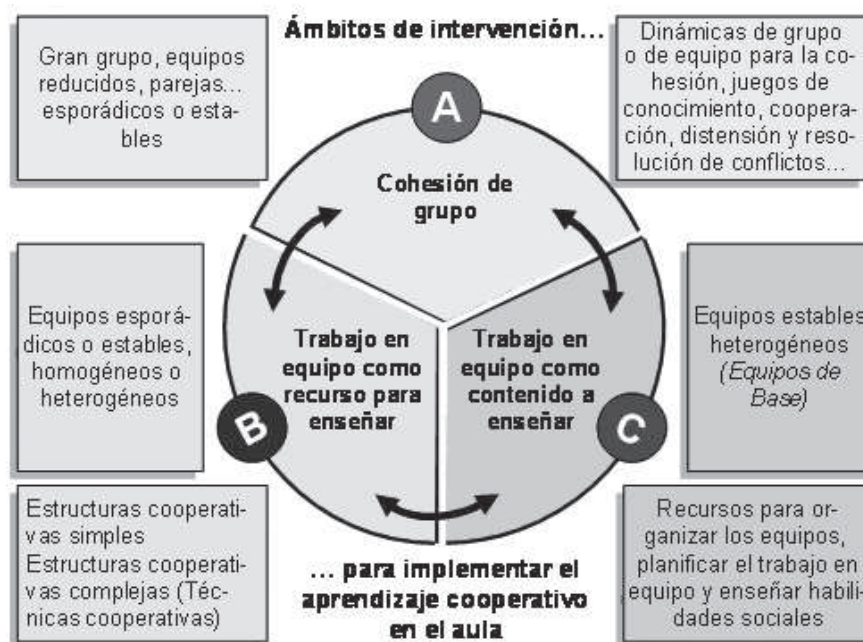 Ámbitos de intervención...
Gran grupo, equipos
reducidos, parejas...
esporádicos o esta-
bles
Dinámicas de grupo
o de equipo para la co-
hesión, juegos de
conocimiento, coopera-
ción, distensión y reso-
lución de conflictos...
A
Cohesión de
grupo
Equipos esporá-
dicos o estables,
homogéneos o
heterogéneos
Trabajo en
equipo como
recurso para
enseñar
B
Trabajo en
equipo como
contenido a
enseñar
C
Equipos estables
heterogéneos
(Equipos de
Base)
Estructuras cooperati-
vas simples
Estructuras cooperati-
vas complejas (Téc-
nicas cooperativas)
... para implementar el
aprendizaje cooperativo
en el aula
Recursos para or-
ganizar los equipos,
planificar el trabajo en
equipo y enseñar habili-
dades sociales